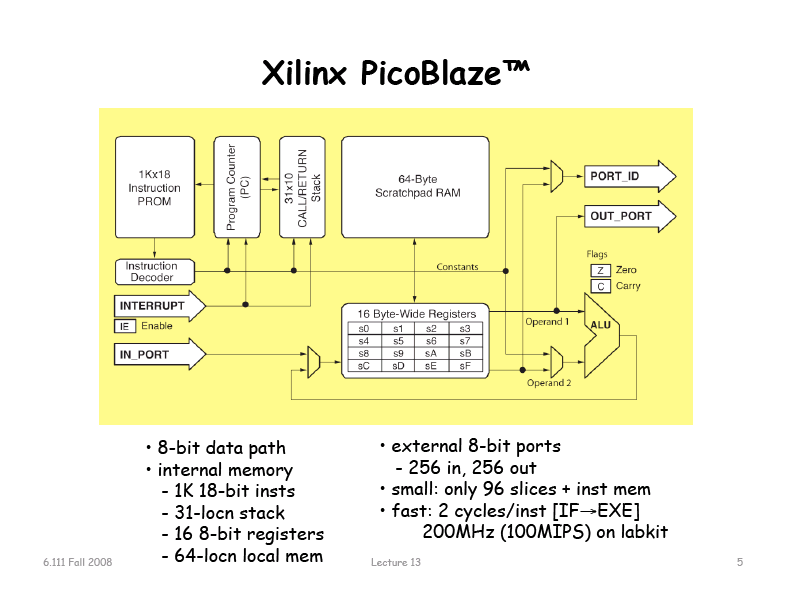 Xilinx PicoBlaze™
1Kx18
Instruction
PROM
Program Counter
(PC)
31x10
CALL/RETURN
Stack
64-Byte
Scratchpad RAM
PORT_ID
OUT_PORT
Instruction
Decoder
Constants
Flags
Z Zero
C Carry
INTERRUPT
IE Enable
IN_PORT
16 Byte-Wide Registers
s0 s1 s2 s3
s4 s5 s6 s7
s8 s9 sA sB
sC sD sE sF
Operand 1
ALU
Operand 2
• 8-bit data path
• internal memory
- 1K 18-bit insts
- 31-locn stack
- 16 8-bit registers
- 64-locn local mem
• external 8-bit ports
- 256 in, 256 out
• small: only 96 slices + inst mem
• fast: 2 cycles/inst [IF→EXE]
200MHz (100MIPS) on labkit
6.111 Fall 2008
Lecture 13
5